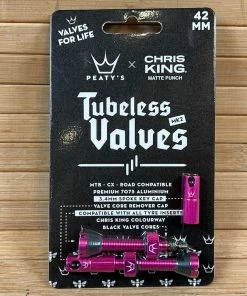 VALVES
FOR LIFE
42
MM
PEATY'S
×
CHRIS
KING®
MATTE PUNCH
Tubeless
MK2
Valves
MTB - CX - ROAD COMPATIBLE
PREMIUM 7075 ALUMINIUM
3.4MM SPOKE KEY CAP
VALVE CORE REMOVER CAP
COMPATIBLE WITH ALL TYRE INSERTS
CHRIS KING COLOURWAY
BLACK VALVE CORES